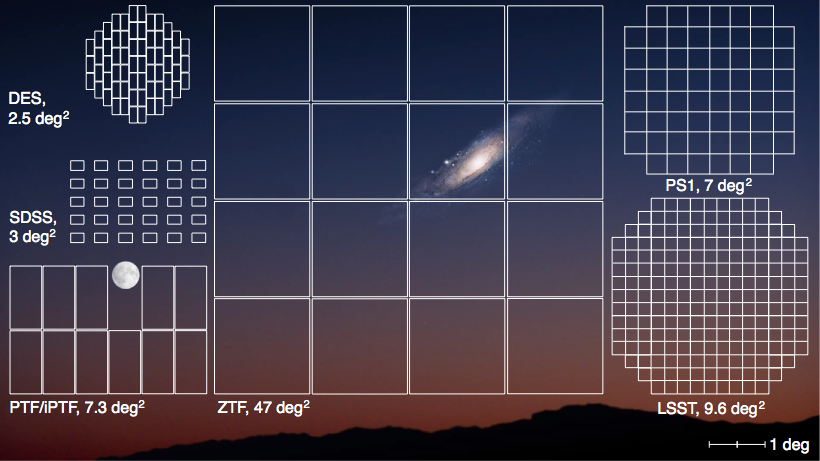 DES,
2.5 deg²
SDSS,
3 deg²
PTF/iPTF, 7.3 deg²
ZTF, 47 deg²
PS1, 7 deg²
LSST, 9.6 deg²
1 deg